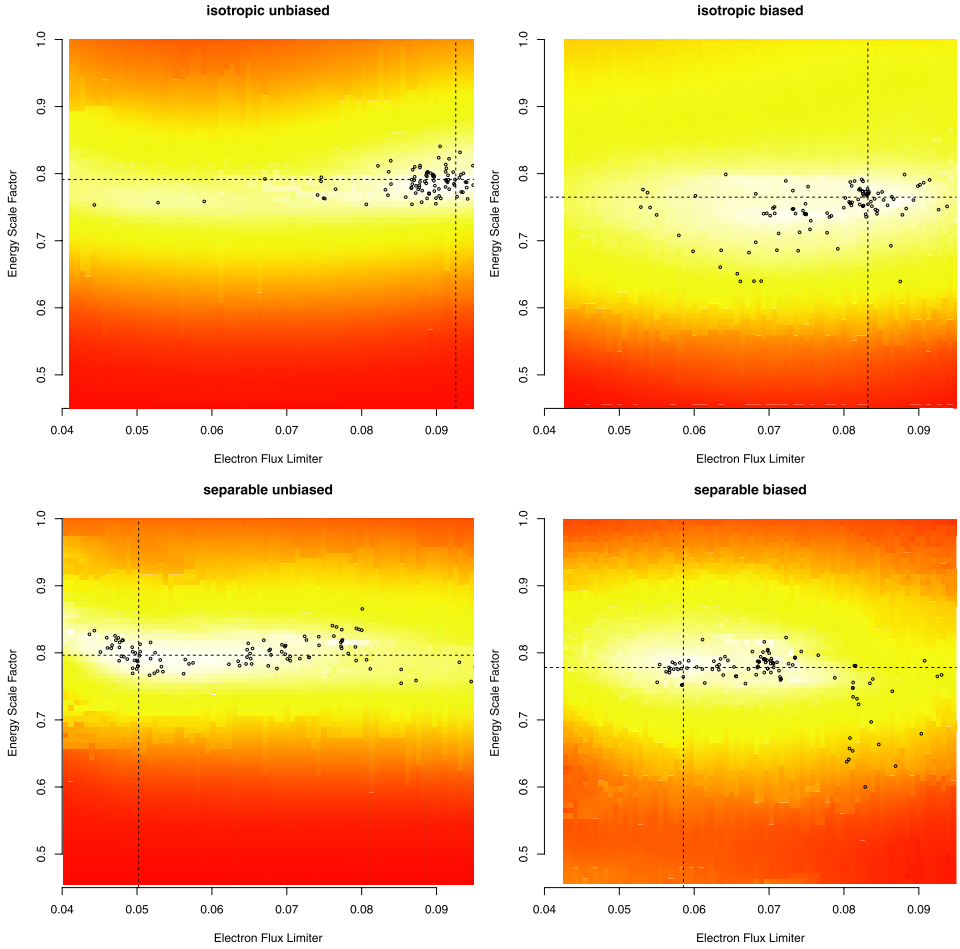 isotropic unbiased
Energy Scale Factor
1.0
0.9
0.8
0.7
0.6
0.5
0.04 0.05 0.06 0.07 0.08 0.09
Electron Flux Limiter
isotropic biased
Energy Scale Factor
1.0
0.9
0.8
0.7
0.6
0.5
0.04 0.05 0.06 0.07 0.08 0.09
Electron Flux Limiter
separable unbiased
Energy Scale Factor
1.0
0.9
0.8
0.7
0.6
0.5
0.04 0.05 0.06 0.07 0.08 0.09
Electron Flux Limiter
separable biased
Energy Scale Factor
1.0
0.9
0.8
0.7
0.6
0.5
0.04 0.05 0.06 0.07 0.08 0.09
Electron Flux Limiter